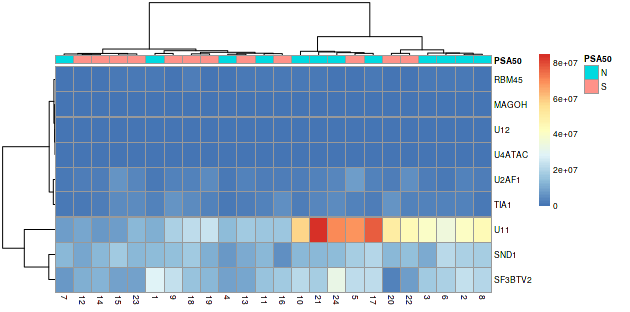 PSA50
RBM45
MAGOH
U12
U4ATAC
U2AF1
TIA1
U11
SND1
SF3BTV2
7 12 14 15 23 1 9 18 19 4 13 11 16 10 21 24 5 17 20 22 3 6 2 8
8e+07
6e+07
4e+07
2e+07
0
PSA50
N
S